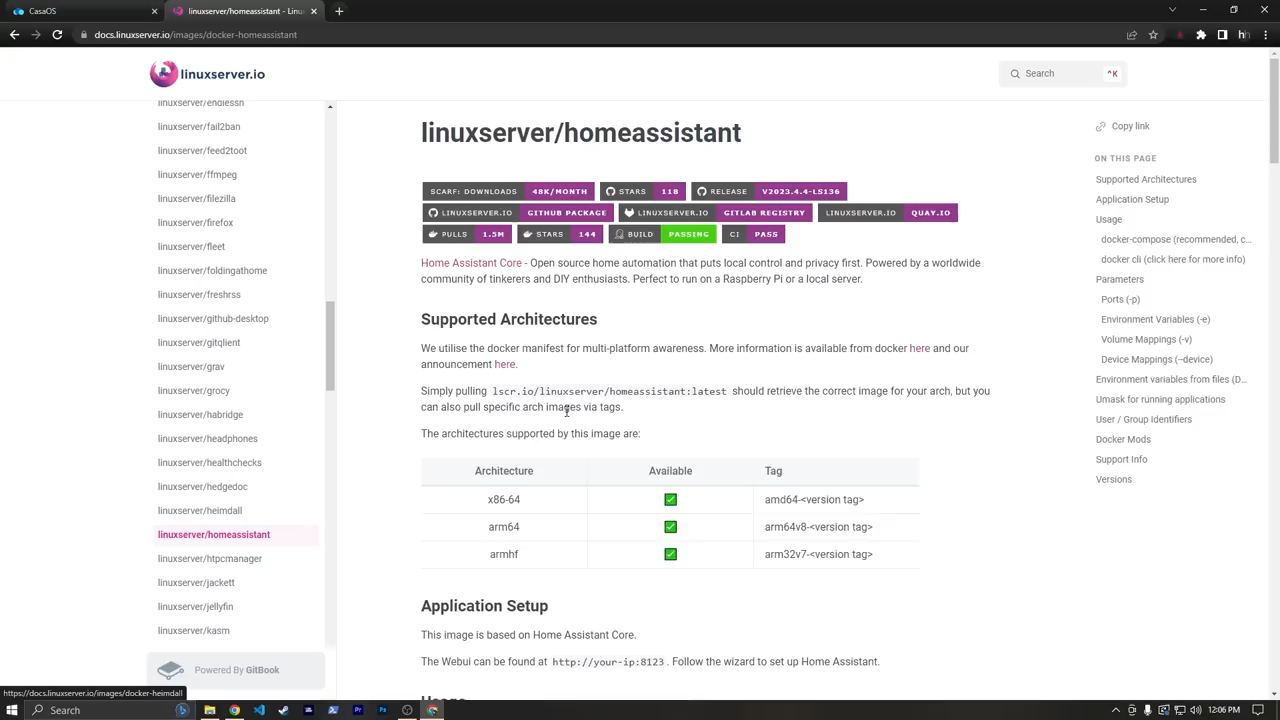 CasaOS
linuxserver/homeassistant - Linu
docs.linuxserver.io/images/docker-homeassistant
linuxserver.io
Search
^K
linuxserver/endlessh
linuxserver/fail2ban
linuxserver/feed2toot
linuxserver/ffmpeg
linuxserver/filezilla
linuxserver/firefox
linuxserver/fleet
linuxserver/foldingathome
linuxserver/freshrss
linuxserver/github-desktop
linuxserver/gitqlient
linuxserver/grav
linuxserver/grocy
linuxserver/habridge
linuxserver/headphones
linuxserver/healthchecks
linuxserver/hedgedoc
linuxserver/heimdall
linuxserver/homeassistant
linuxserver/htpcmanager
linuxserver/jackett
linuxserver/jellyfin
linuxserver/kasm
Powered By GitBook
linuxserver/homeassistant
SCARF: DOWNLOADS 48K/MONTH STARS 118 RELEASE V2023.4.4-LS136
LINUXSERVER.IO GITHUB PACKAGE LINUXSERVER.IO GITLAB REGISTRY LINUXSERVER.IO QUAY.IO
PULLS 1.5M STARS 144 BUILD PASSING CI PASS
Home Assistant Core - Open source home automation that puts local control and privacy first. Powered by a worldwide
community of tinkerers and DIY enthusiasts. Perfect to run on a Raspberry Pi or a local server.
Supported Architectures
We utilise the docker manifest for multi-platform awareness. More information is available from docker here and our
announcement here.
Simply pulling lscr.io/linuxserver/homeassistant:latest should retrieve the correct image for your arch, but you
can also pull specific arch images via tags.
The architectures supported by this image are:
Architecture Available Tag
x86-64 amd64-<version tag>
arm64 arm64v8-<version tag>
armhf arm32v7-<version tag>
Application Setup
This image is based on Home Assistant Core.
The Webui can be found at http://your-ip:8123. Follow the wizard to set up Home Assistant.
Usage
Copy link
ON THIS PAGE
Supported Architectures
Application Setup
Usage
docker-compose (recommended, c...
docker cli (click here for more info)
Parameters
Ports (-p)
Environment Variables (-e)
Volume Mappings (-v)
Device Mappings (--device)
Environment variables from files (D...
Umask for running applications
User / Group Identifiers
Docker Mods
Support Info
Versions
https://docs.linuxserver.io/images/docker-heimdall
Search
12:06 PM